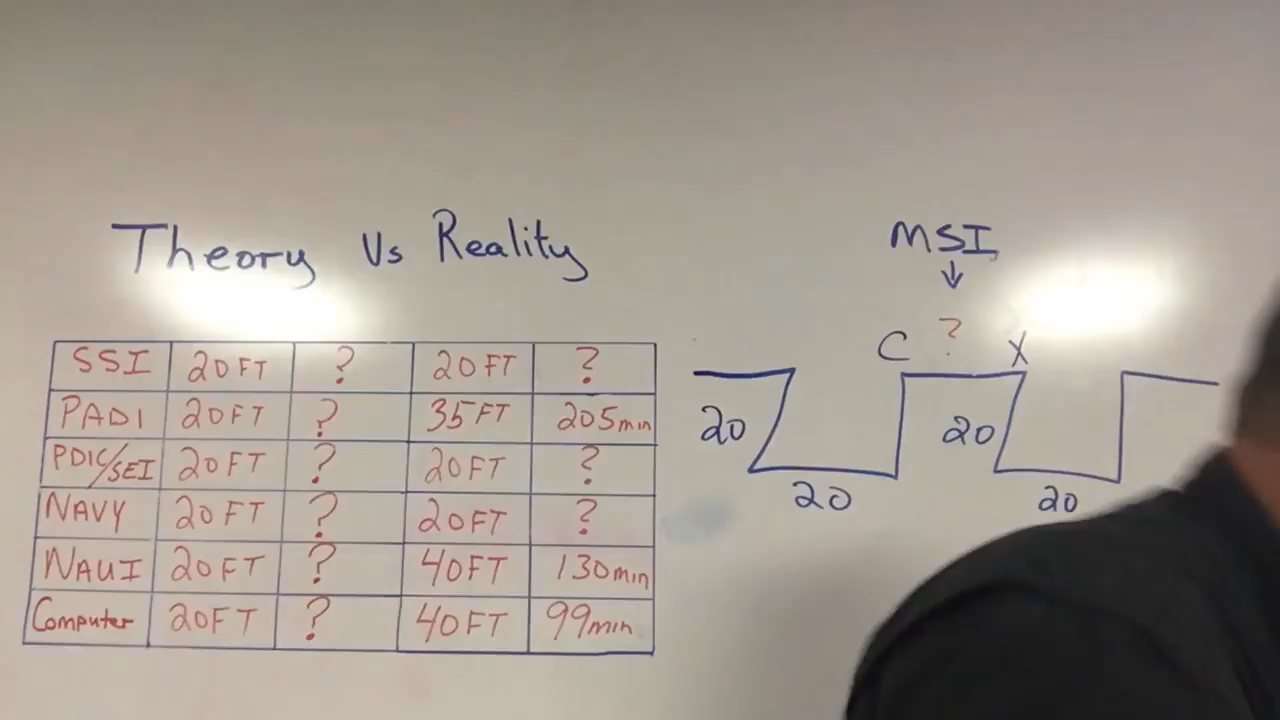 Theory Vs Reality
SSI 20FT ? 20FT ?
PADI 20FT ? 35FT 205min
PDIC/SEI 20FT ? 20FT ?
NAVY 20FT ? 20FT ?
NAUI 20FT ? 40FT 130min
Computer 20FT ? 40FT 99min
MSI
C ? X
20 20
20 20